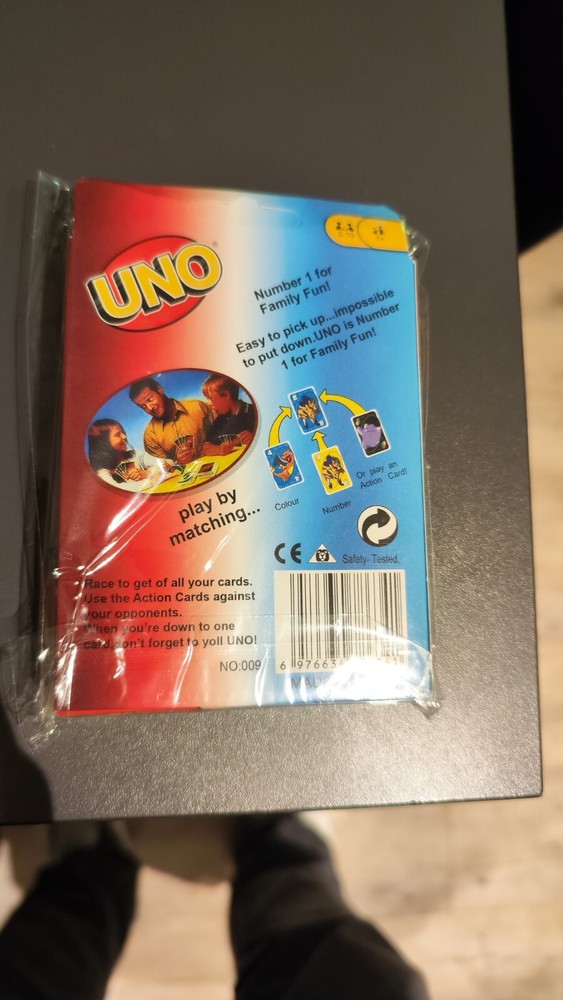 UNO
Number 1 for
Family Fun!
Easy to pick up...impossible
to put down.UNO is Number
1 for Family Fun!
play by
matching...
Colour
Number
Or play an
Action Card!
CE
Safety- Tested.
Race to get of all your cards.
Use the Action Cards against
your opponents.
When you're down to one
card,don't forget to yoll UNO!
NO:009
6 97663